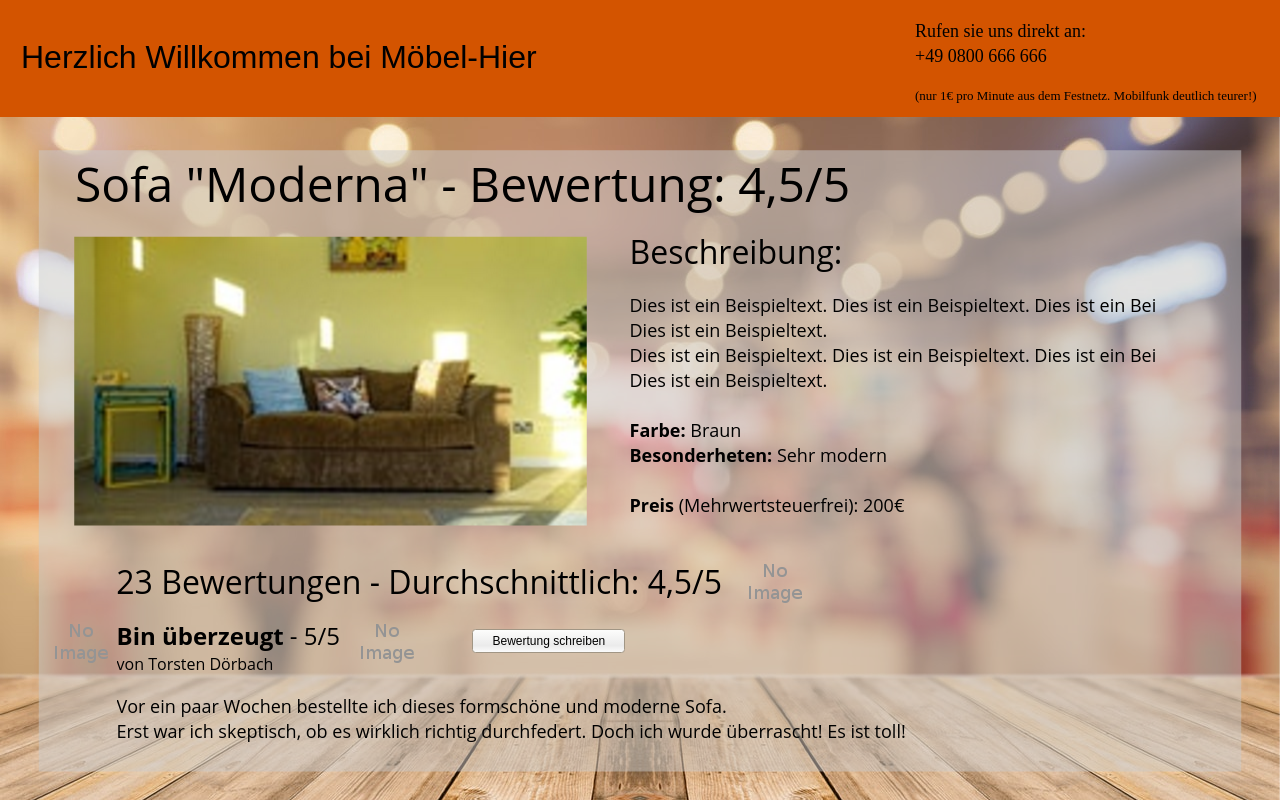 Herzlich Willkommen bei Möbel-Hier
Rufen sie uns direkt an:
+49 0800 666 666
(nur 1€ pro Minute aus dem Festnetz. Mobilfunk deutlich teurer!)
Sofa "Moderna" - Bewertung: 4,5/5
Beschreibung:
Dies ist ein Beispieltext. Dies ist ein Beispieltext. Dies ist ein Bei
Dies ist ein Beispieltext.
Dies ist ein Beispieltext. Dies ist ein Beispieltext. Dies ist ein Bei
Dies ist ein Beispieltext.
Farbe: Braun
Besonderheten: Sehr modern
Preis (Mehrwertsteuerfrei): 200€
23 Bewertungen - Durchschnittlich: 4,5/5
No
Image
No
Image
Bin überzeugt - 5/5
No
Image
Bewertung schreiben
von Torsten Dörbach
Vor ein paar Wochen bestellte ich dieses formschöne und moderne Sofa.
Erst war ich skeptisch, ob es wirklich richtig durchfedert. Doch ich wurde überrascht! Es ist toll!